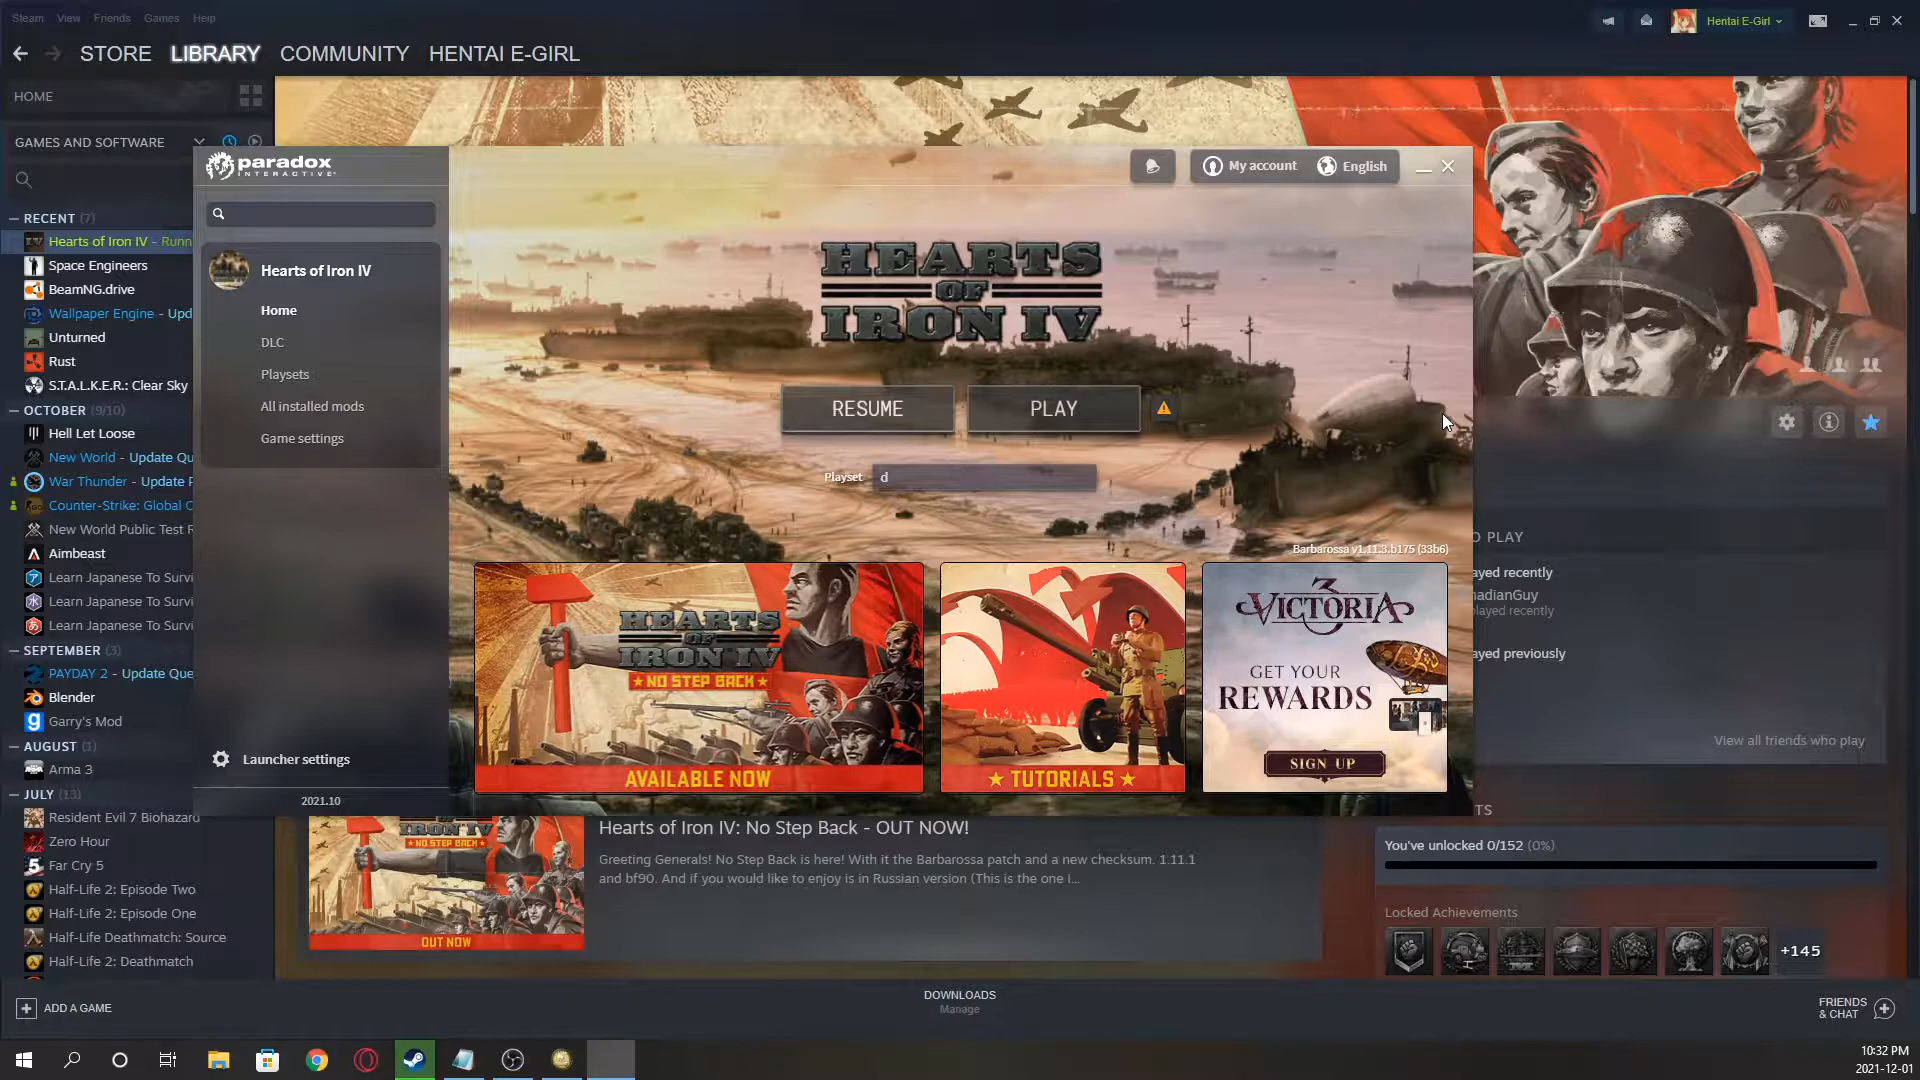 Steam View Friends Games Help
Hentai E-Girl
STORE LIBRARY COMMUNITY HENTAI E-GIRL
HOME
GAMES AND SOFTWARE
RECENT (7)
Hearts of Iron IV - Runn
Space Engineers
BeamNG.drive
Wallpaper Engine - Upd
Unturned
Rust
S.T.A.L.K.E.R.: Clear Sky
OCTOBER (9/10)
Hell Let Loose
New World - Update Qu
War Thunder - Update
Counter-Strike: Global
New World Public Test
Aimbeast
Learn Japanese To Survi
Learn Japanese To Survi
Learn Japanese To Survi
SEPTEMBER (3)
PAYDAY 2 - Update Que
Blender
Garry's Mod
AUGUST (1)
Arma 3
JULY (13)
Resident Evil 7 Biohazard
Zero Hour
Far Cry 5
Half-Life 2: Episode Two
Half-Life 2: Episode One
Half-Life Deathmatch: Source
Half-Life 2: Deathmatch
paradox
INTERACTIVE
Hearts of Iron IV
Home
DLC
Playsets
All installed mods
Game settings
Launcher settings
2021.10
My account
English
HEARTS
OF
IRON IV
RESUME
PLAY
Playset d
Barbarossa v1.11.3.b175 (33b6)
HEARTS
OF
IRON IV
★ NO STEP BACK ★
AVAILABLE NOW
★ TUTORIALS ★
3
VICTORIA
GET YOUR
REWARDS
SIGN UP
O PLAY
ayed recently
nadianGuy
played recently
ayed previously
View all friends who play
IRON IV
★ NO STEP BACK ★
OUT NOW
Hearts of Iron IV: No Step Back - OUT NOW!
Greeting Generals! No Step Back is here! With it the Barbarossa patch and a new checksum. 1.11.1
and bf90. And if you would like to enjoy is in Russian version (This is the one I...
TS
You've unlocked 0/152 (0%)
Locked Achievements
+145
ADD A GAME
DOWNLOADS
Manage
FRIENDS
& CHAT
10:32 PM
2021-12-01